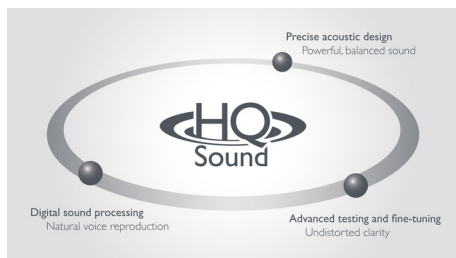 Precise acoustic design
Powerful, balanced sound
HQ
Sound
Digital sound processing
Natural voice reproduction
Advanced testing and fine-tuning
Undistorted clarity